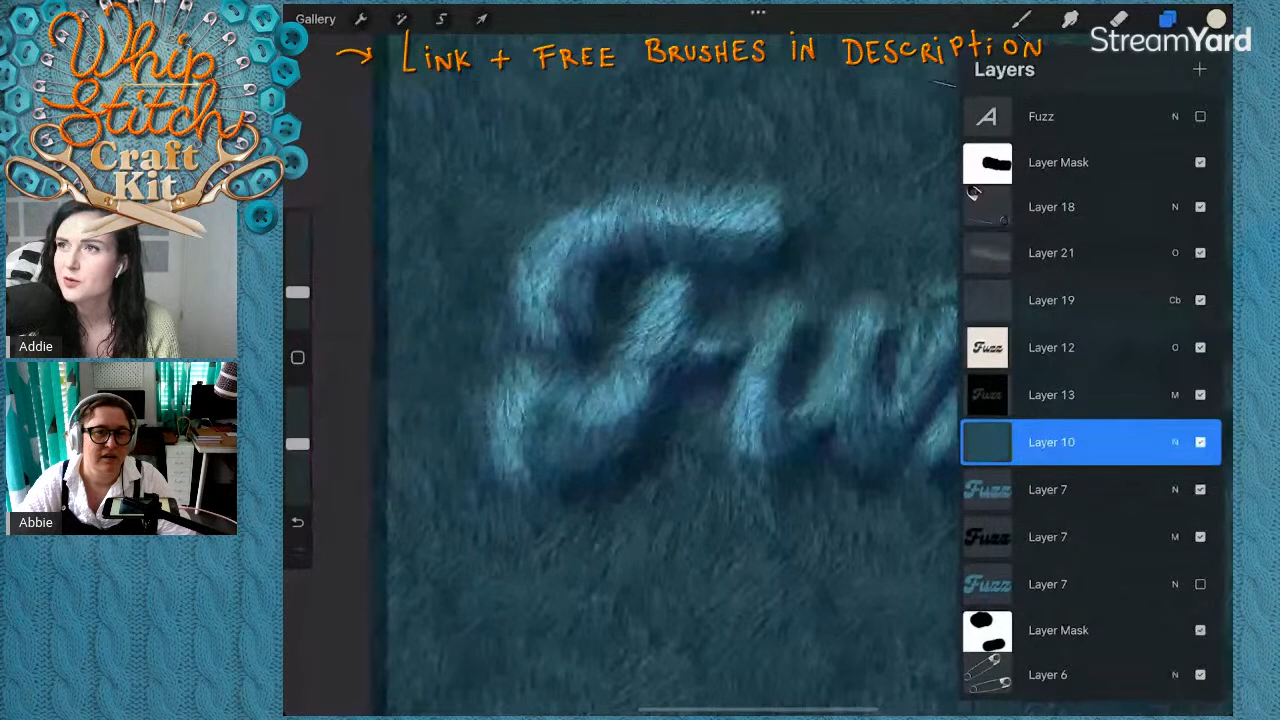 Gallery
StreamYard
→ LINK + FREE BRUSHES IN DESCRIPTION
Whip
Stitch
Craft
Kit
Addie
Abbie
Fuzz
Layers
Fuzz N
Layer Mask
Layer 18 N
Layer 21 O
Layer 19 Cb
Fuzz Layer 12 O
Fuzz Layer 13 M
Layer 10 N
Fuzz Layer 7 N
Fuzz Layer 7 M
Fuzz Layer 7 N
Layer Mask
Layer 6 N